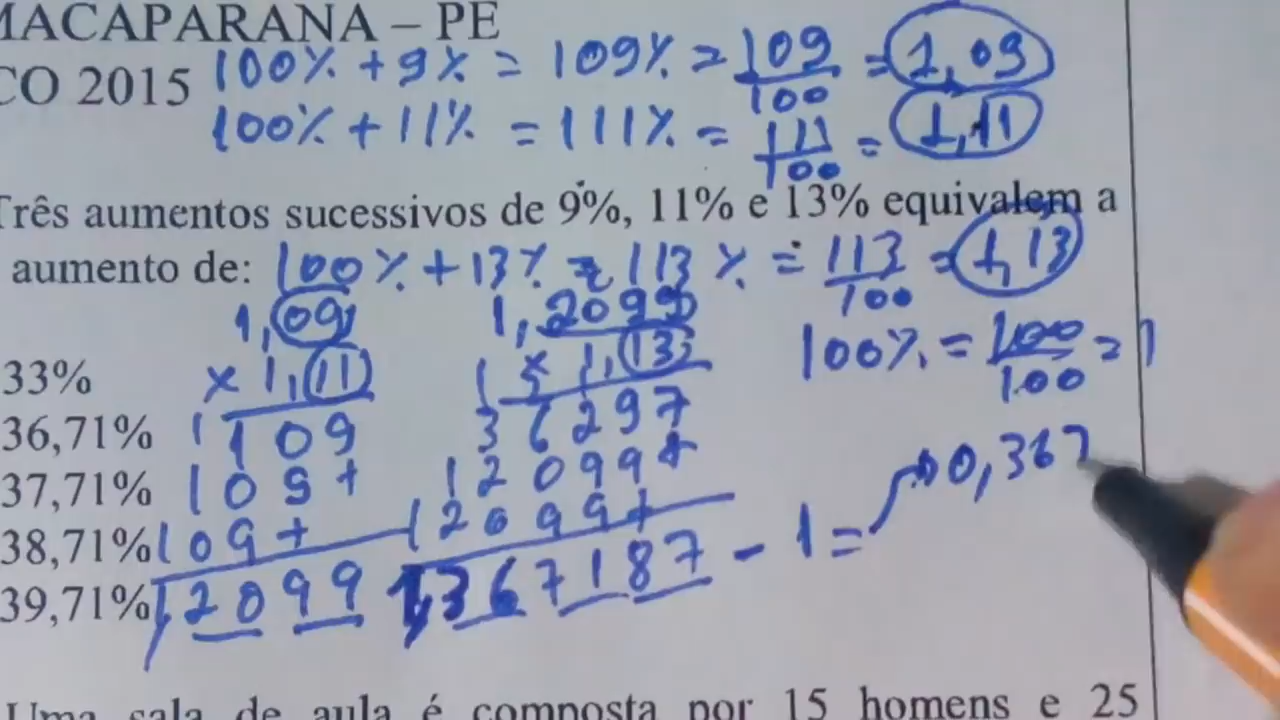 MACAPARANA – PE
100% + 9% = 109% = 109/100 = 1,09
CO 2015
100% + 11% = 111% = 111/100 = 1,11
Três aumentos sucessivos de 9%, 11% e 13% equivalem a
aumento de: 100% + 13% = 113% = 113/100 = 1,13
1,09 1,2099
x 1,11 x 1,13
100% = 100/100 = 1
33%
1
1
36,71%
109 36297
37,71%
109+ 12099+
0,367
38,71%
109+ 12099+
39,71%
1,2099 1,367187 - 1 =
Uma sala de aula é composta por 15 homens e 25